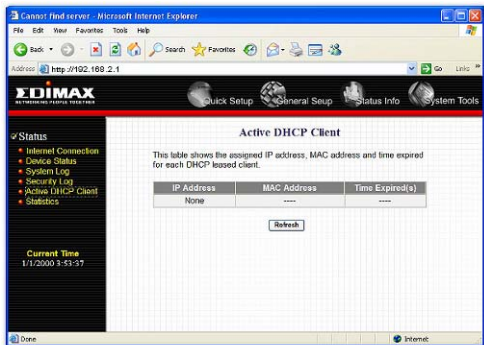 Cannot find server - Microsoft Internet Explorer
File Edit View Favorites Tools Help
Back Search Favorites
Address http://192.168.2.1 Go Links »
EDIMAX
NETWORKING PEOPLE TOGETHER
Quick Setup General Seup Status Info System Tools
Status
Internet Connection
Device Status
System Log
Security Log
Active DHCP Client
Statistics
Current Time
1/1/2000 3:53:37
Active DHCP Client
This table shows the assigned IP address, MAC address and time expired
for each DHCP leased client.
IP Address MAC Address Time Expired(s)
None ---- ----
Refresh
Done Internet